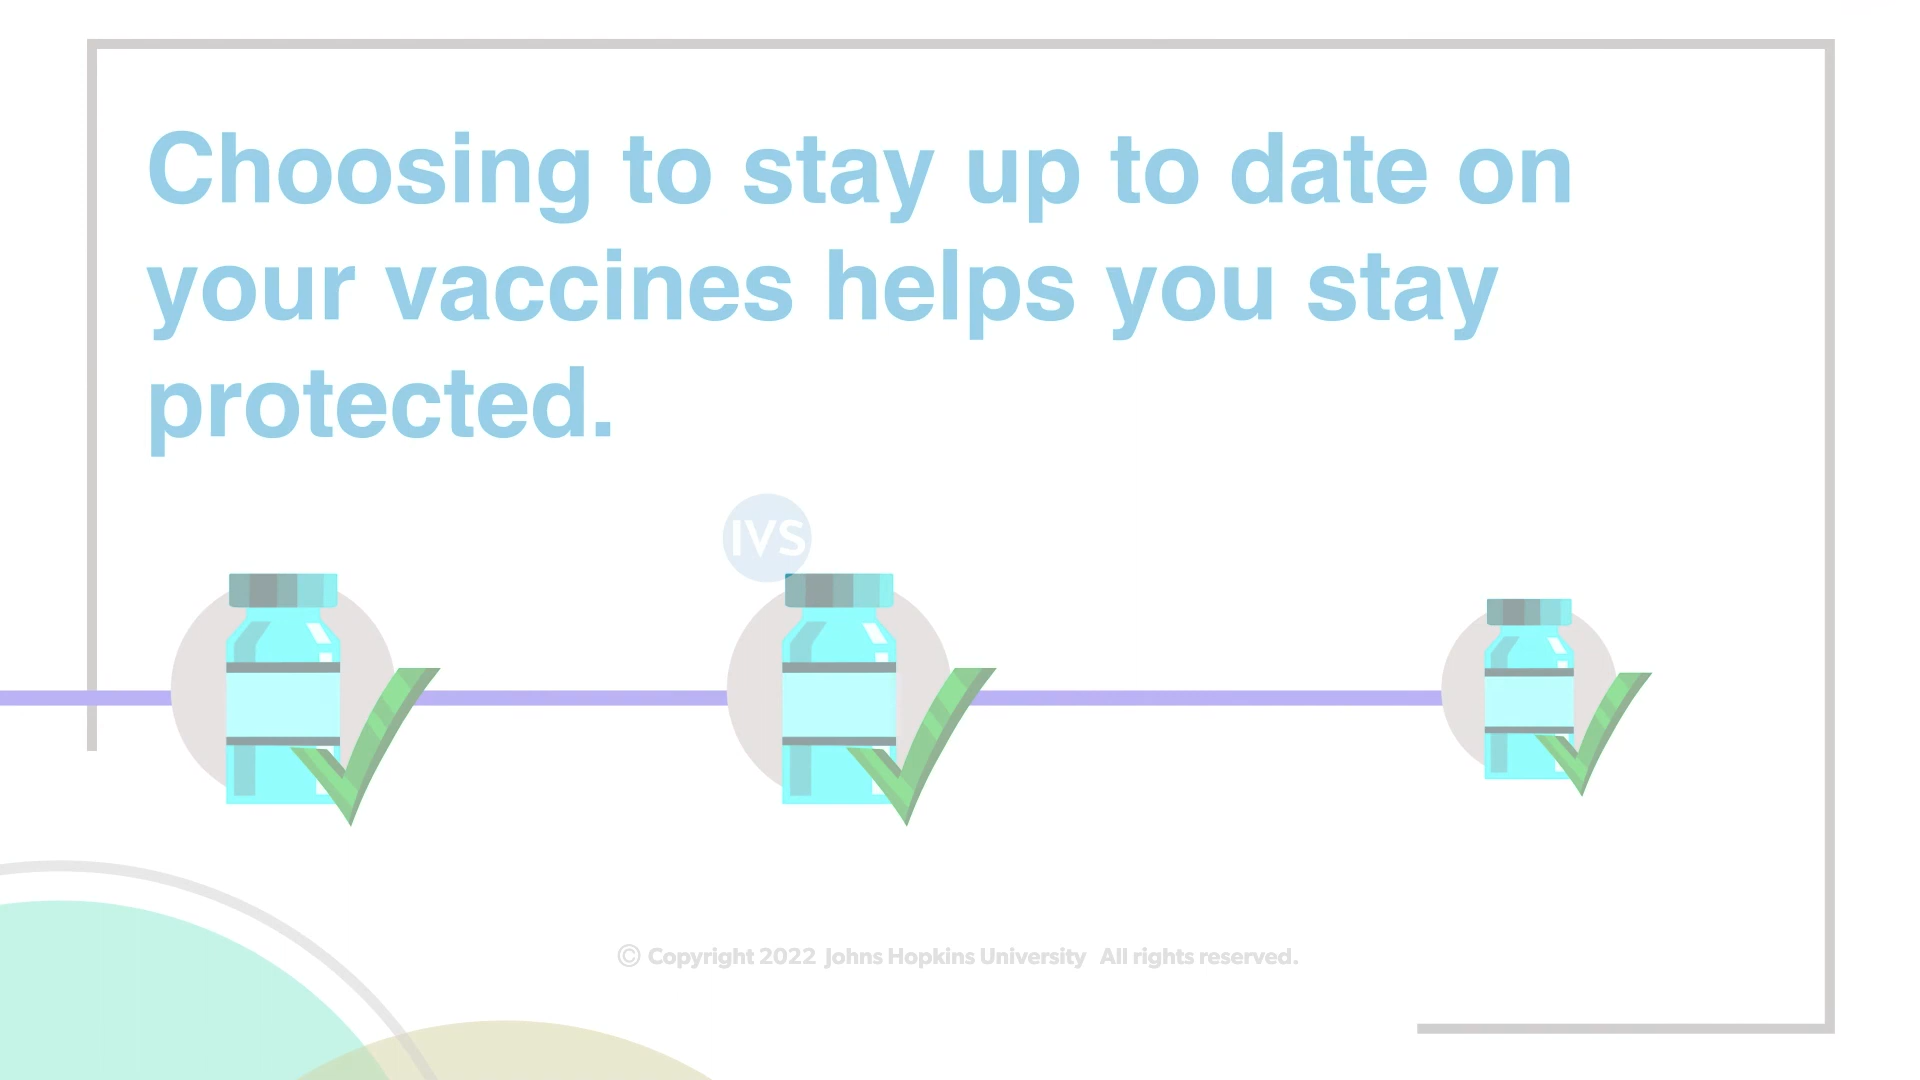 Choosing to stay up to date on
your vaccines helps you stay
protected.
IVS
© Copyright 2022 Johns Hopkins University All rights reserved.